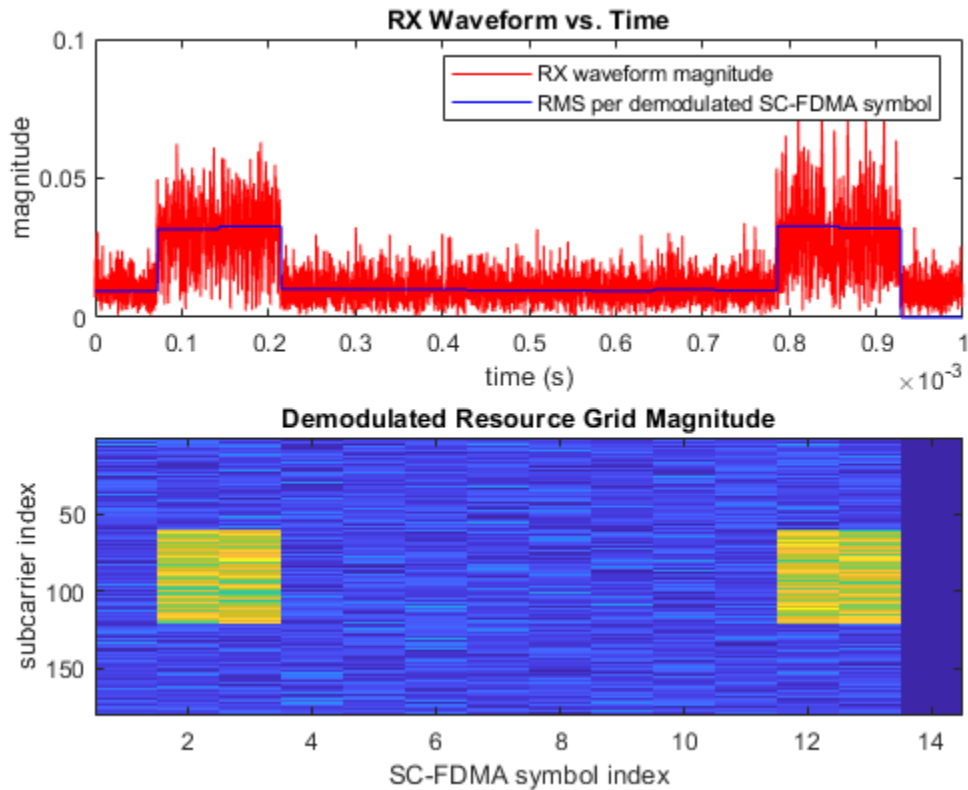 RX Waveform vs. Time
0.1
RX waveform magnitude
RMS per demodulated SC-FDMA symbol
0.05
magnitude
0
0 0.1 0.2 0.3 0.4 0.5 0.6 0.7 0.8 0.9 1
time (s)
×10-3
Demodulated Resource Grid Magnitude
50
100
150
subcarrier index
2 4 6 8 10 12 14
SC-FDMA symbol index